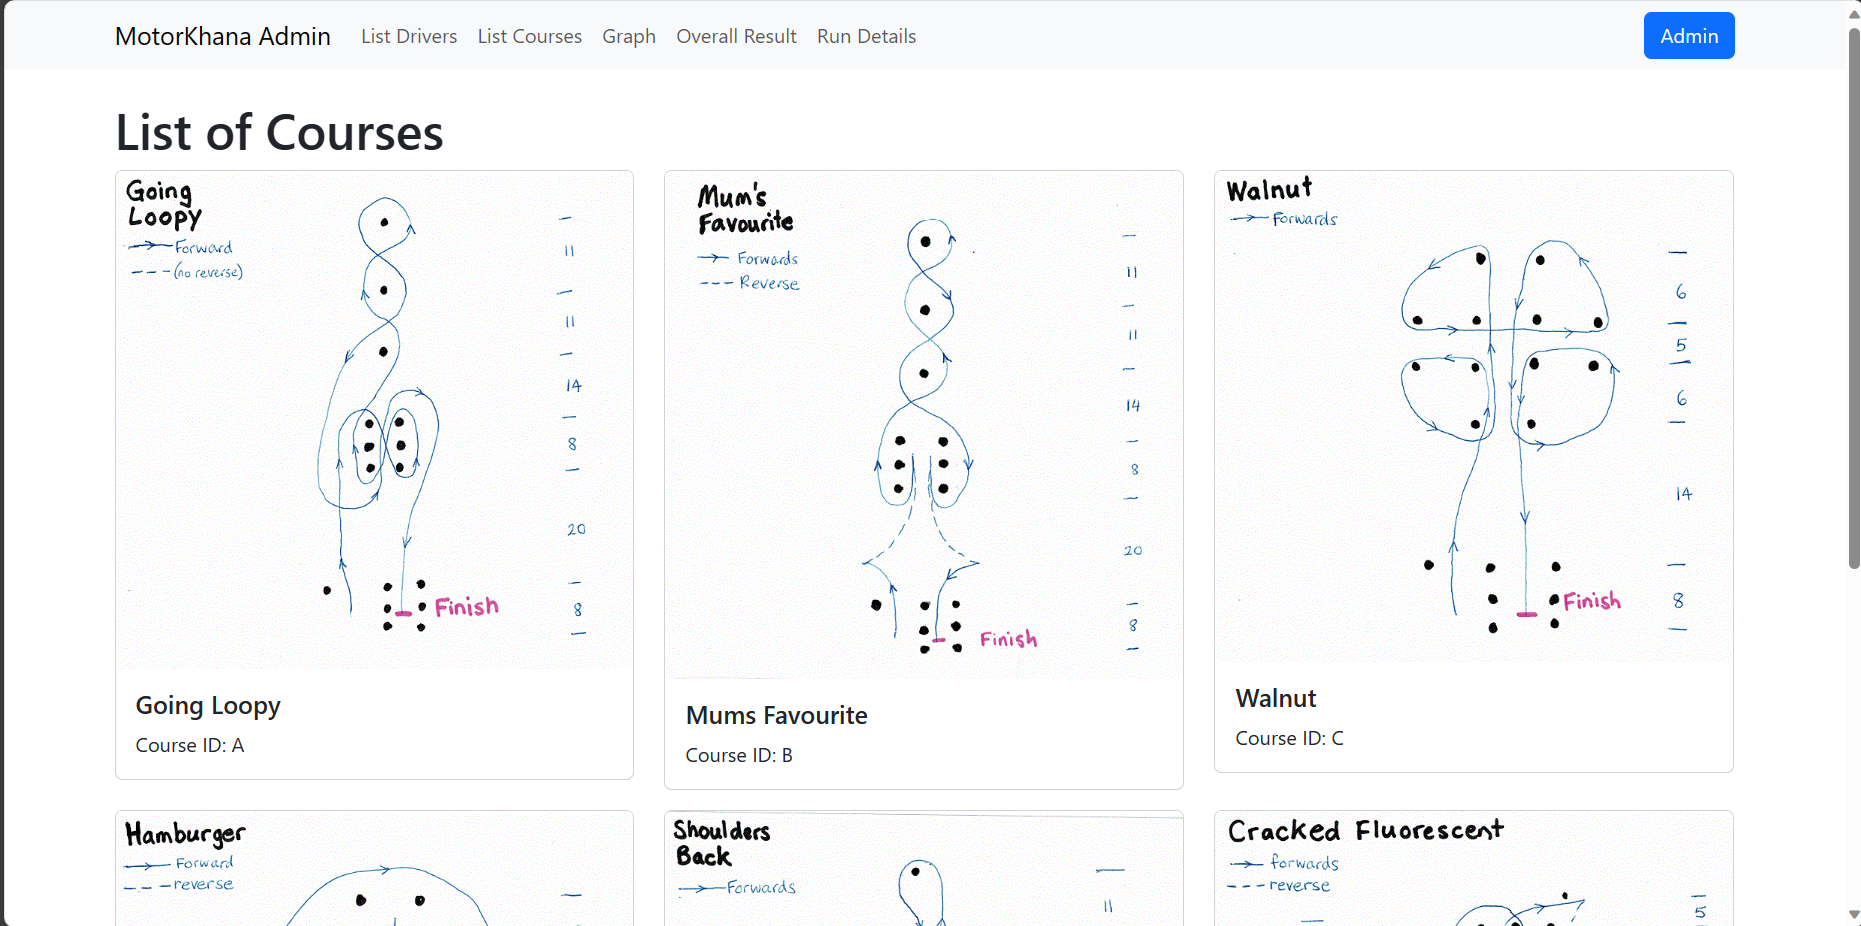 MotorKhana Admin List Drivers List Courses Graph Overall Result Run Details Admin
List of Courses
Going
Loopy
Forward
(no reverse)
11
11
14
8
20
8
Finish
Going Loopy
Course ID: A
Mum's
Favourite
Forwards
Reverse
11
11
14
8
20
8
Finish
Mums Favourite
Course ID: B
Walnut
Forwards
6
5
6
14
8
Finish
Walnut
Course ID: C
Hamburger
Forward
reverse
Shoulders
Back
Forwards
11
Cracked Fluorescent
forwards
reverse
5